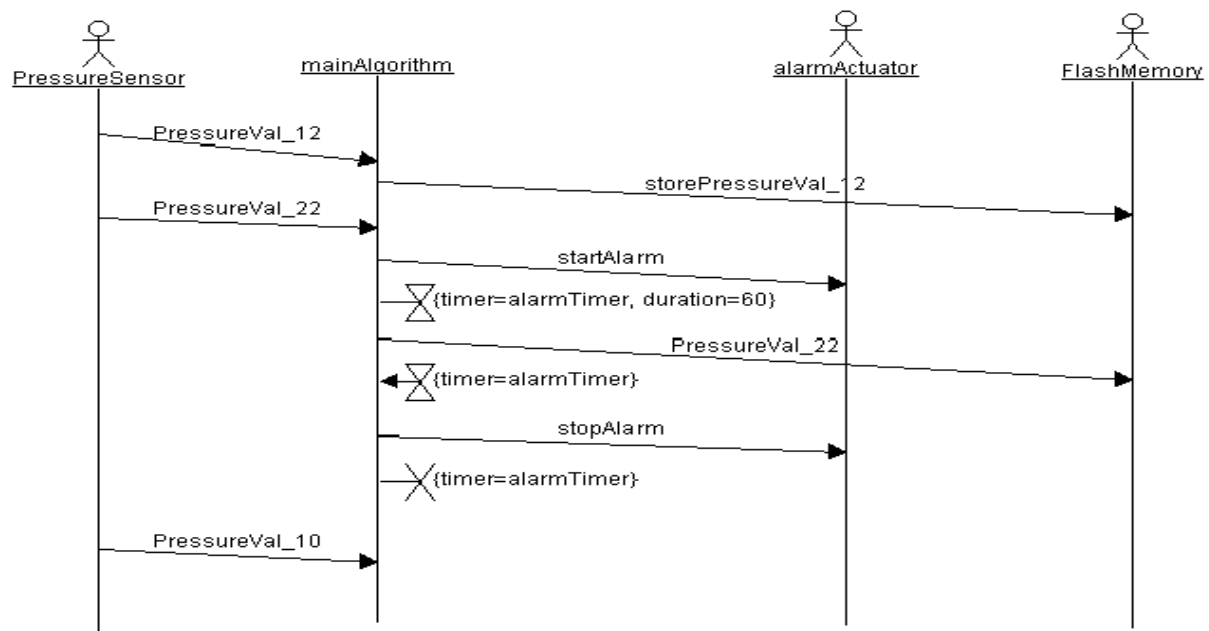 PressureSensor
mainAlgorithm
alarmActuator
FlashMemory
PressureVal_12
storePressureVal_12
PressureVal_22
startAlarm
{timer=alarmTimer, duration=60}
PressureVal_22
{timer=alarmTimer}
stopAlarm
{timer=alarmTimer}
PressureVal_10